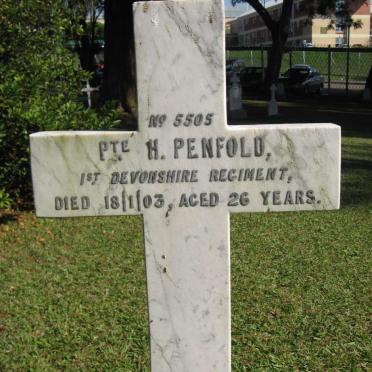 No 5505
PTE H. PENFOLD,
1ST DEVONSHIRE REGIMENT,
DIED 18/1/03, AGED 26 YEARS.